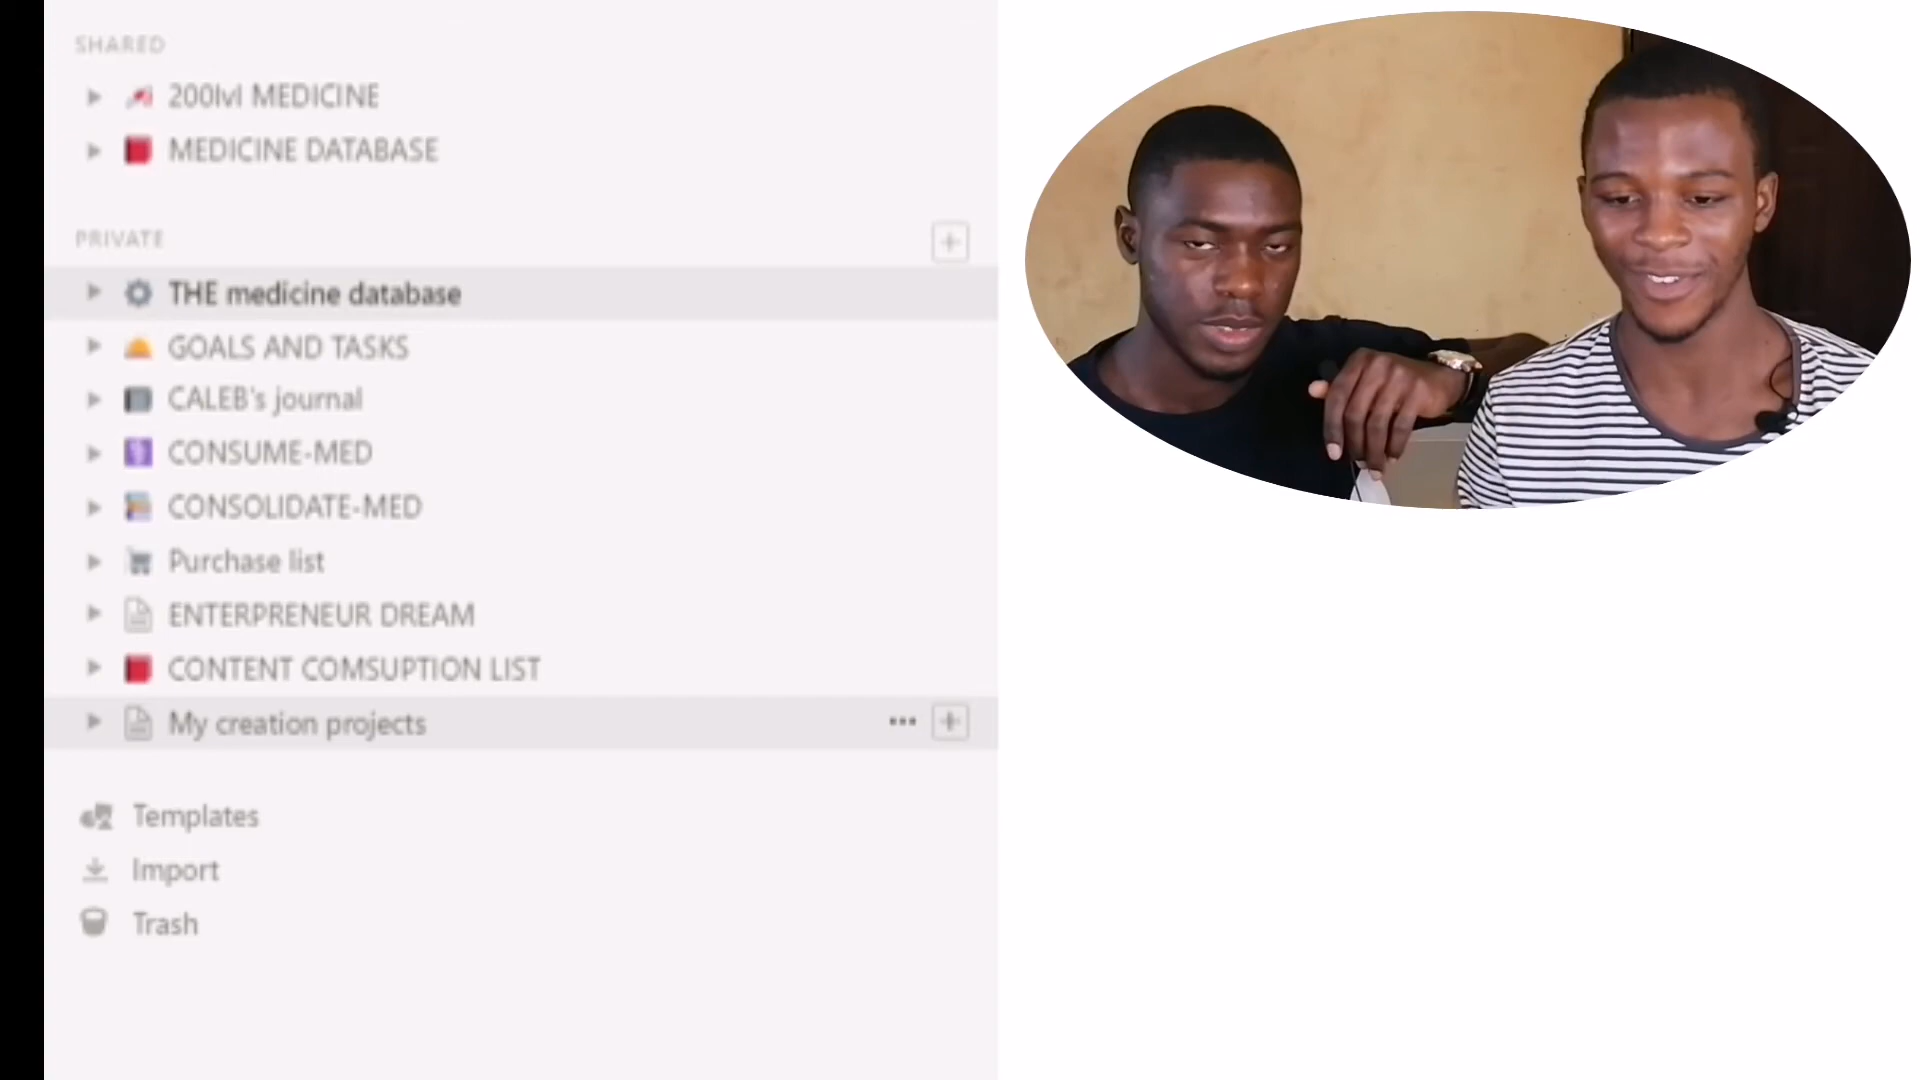 SHARED
200lvl MEDICINE
MEDICINE DATABASE
PRIVATE
THE medicine database
GOALS AND TASKS
CALEB's journal
CONSUME-MED
CONSOLIDATE-MED
Purchase list
ENTERPRENEUR DREAM
CONTENT COMSUPTION LIST
My creation projects
Templates
Import
Trash